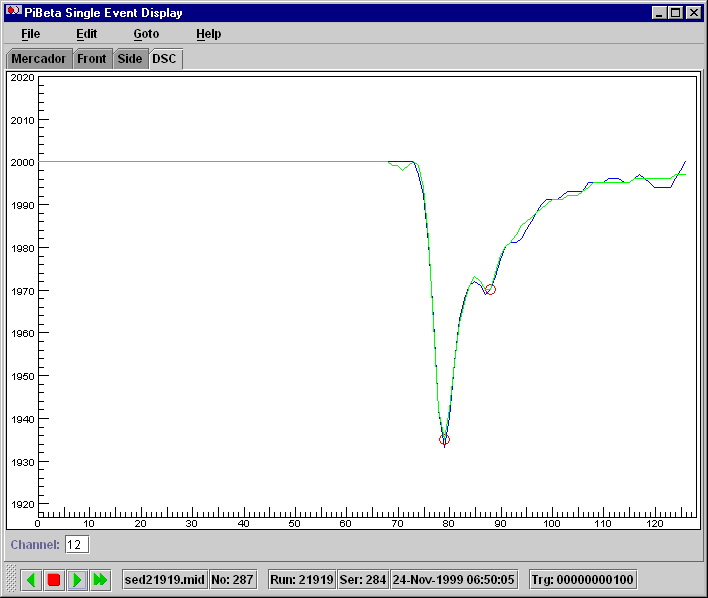 PiBeta Single Event Display
File Edit Goto Help
Mercador Front Side DSC
2020
2010
2000
1990
1980
1970
1960
1950
1940
1930
1920
0 10 20 30 40 50 60 70 80 90 100 110 120
Channel: 12
sed21919.mid No: 287 Run: 21919 Ser: 284 24-Nov-1999 06:50:05 Trg: 00000000100